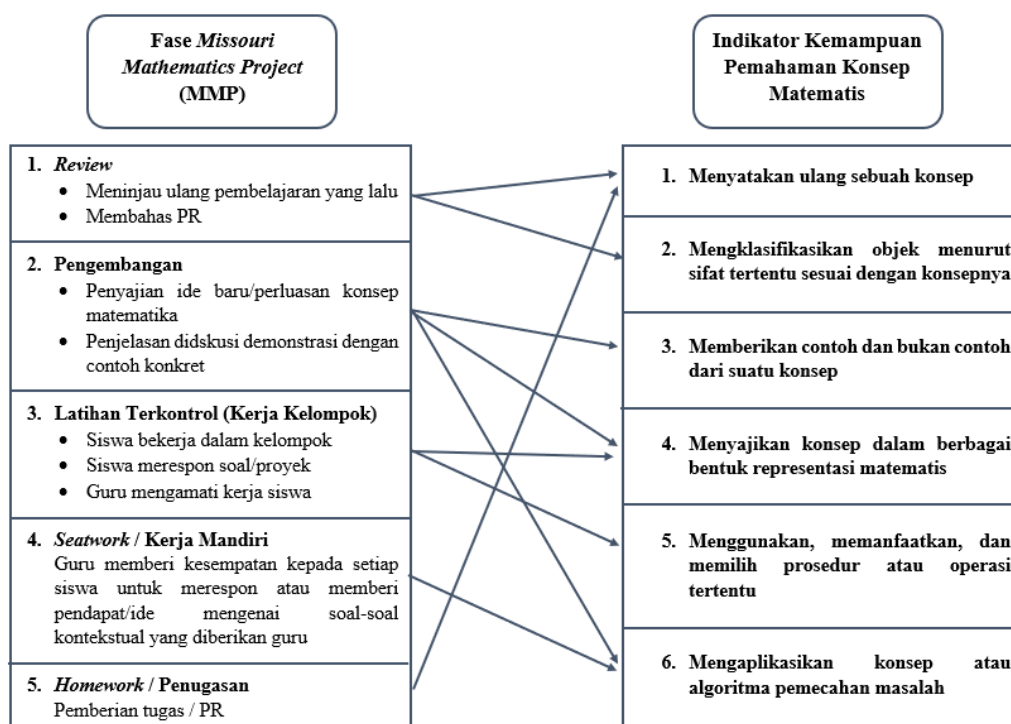 Fase Missouri
Mathematics Project
(MMP)
1. Review
• Meninjau ulang pembelajaran yang lalu
• Membahas PR
2. Pengembangan
• Penyajian ide baru/perluasan konsep
matematika
• Penjelasan didskusi demonstrasi dengan
contoh konkret
3. Latihan Terkontrol (Kerja Kelompok)
• Siswa bekerja dalam kelompok
• Siswa merespon soal/proyek
• Guru mengamati kerja siswa
4. Seatwork / Kerja Mandiri
Guru memberi kesempatan kepada setiap
siswa untuk merespon atau memberi
pendapat/ide mengenai soal-soal
kontekstual yang diberikan guru
5. Homework / Penugasan
Pemberian tugas / PR
Indikator Kemampuan
Pemahaman Konsep
Matematis
1. Menyatakan ulang sebuah konsep
2. Mengklasifikasikan objek menurut
sifat tertentu sesuai dengan konsepnya
3. Memberikan contoh dan bukan contoh
dari suatu konsep
4. Menyajikan konsep dalam berbagai
bentuk representasi matematis
5. Menggunakan, memanfaatkan, dan
memilih prosedur atau operasi
tertentu
6. Mengaplikasikan konsep atau
algoritma pemecahan masalah